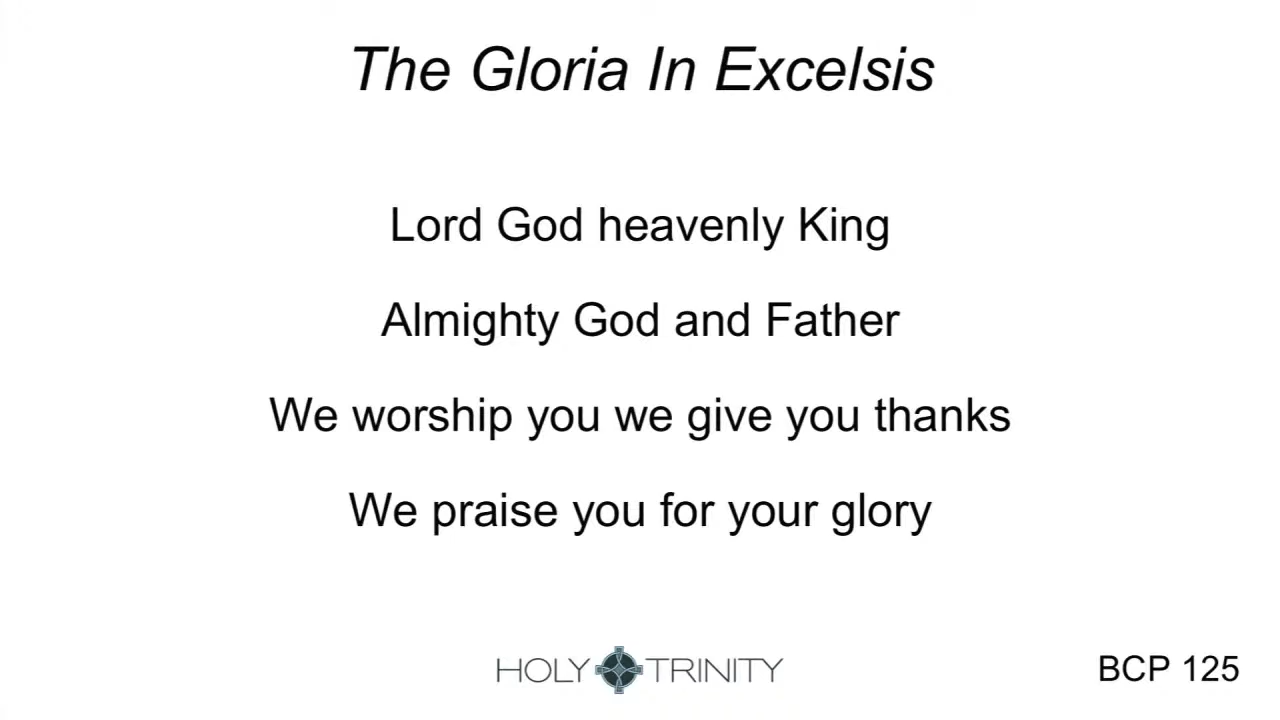 The Gloria In Excelsis
Lord God heavenly King
Almighty God and Father
We worship you we give you thanks
We praise you for your glory
HOLY TRINITY
BCP 125